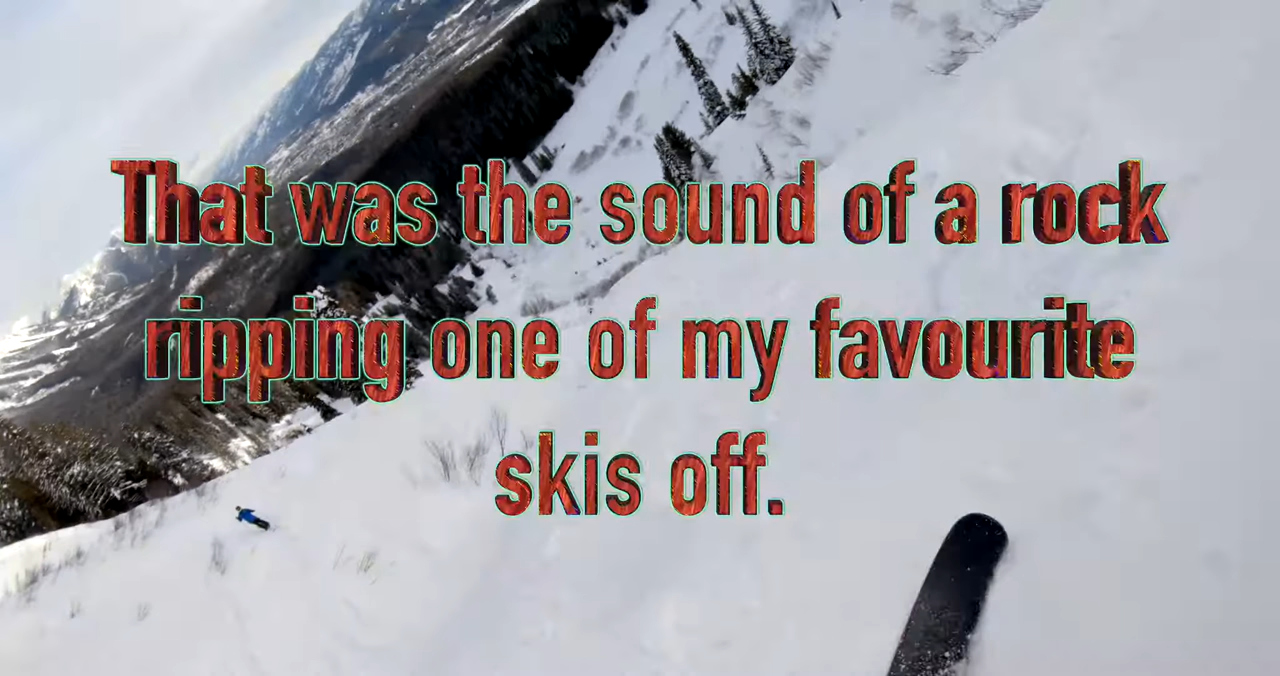 That was the sound of a rock
ripping one of my favourite
skis off.